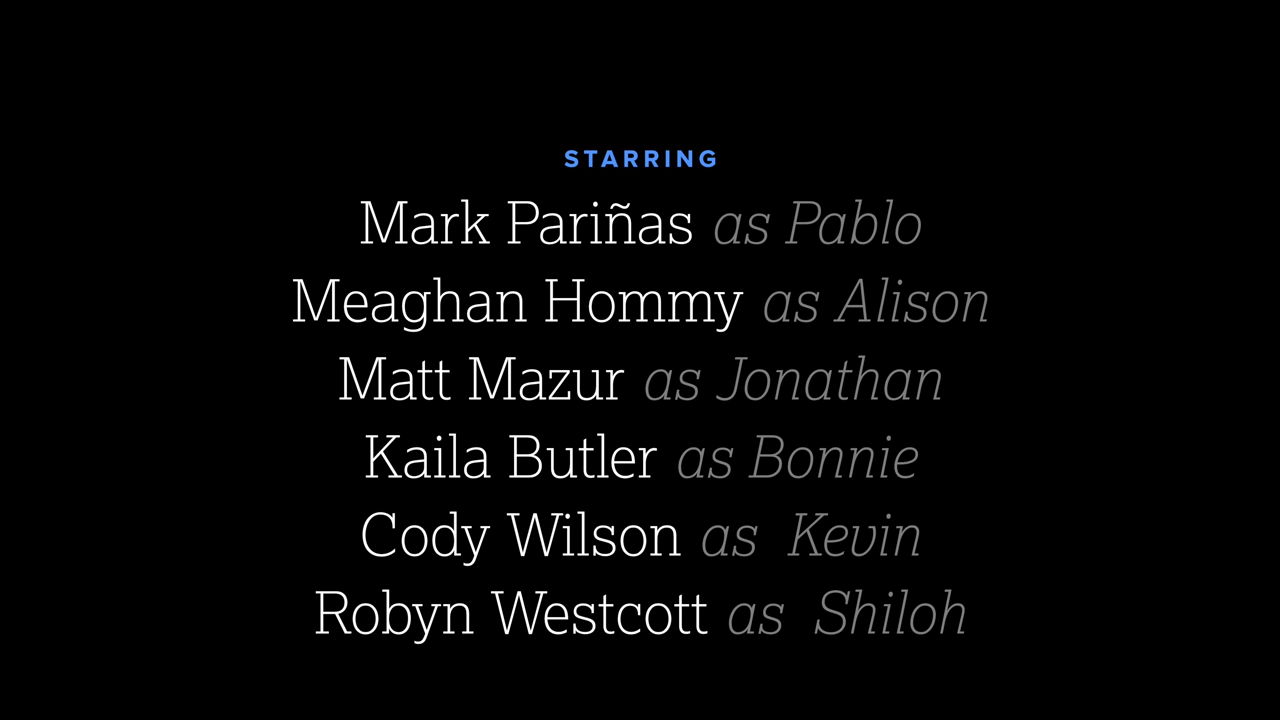 STARRING
Mark Pariñas as Pablo
Meaghan Hommy as Alison
Matt Mazur as Jonathan
Kaila Butler as Bonnie
Cody Wilson as Kevin
Robyn Westcott as Shiloh